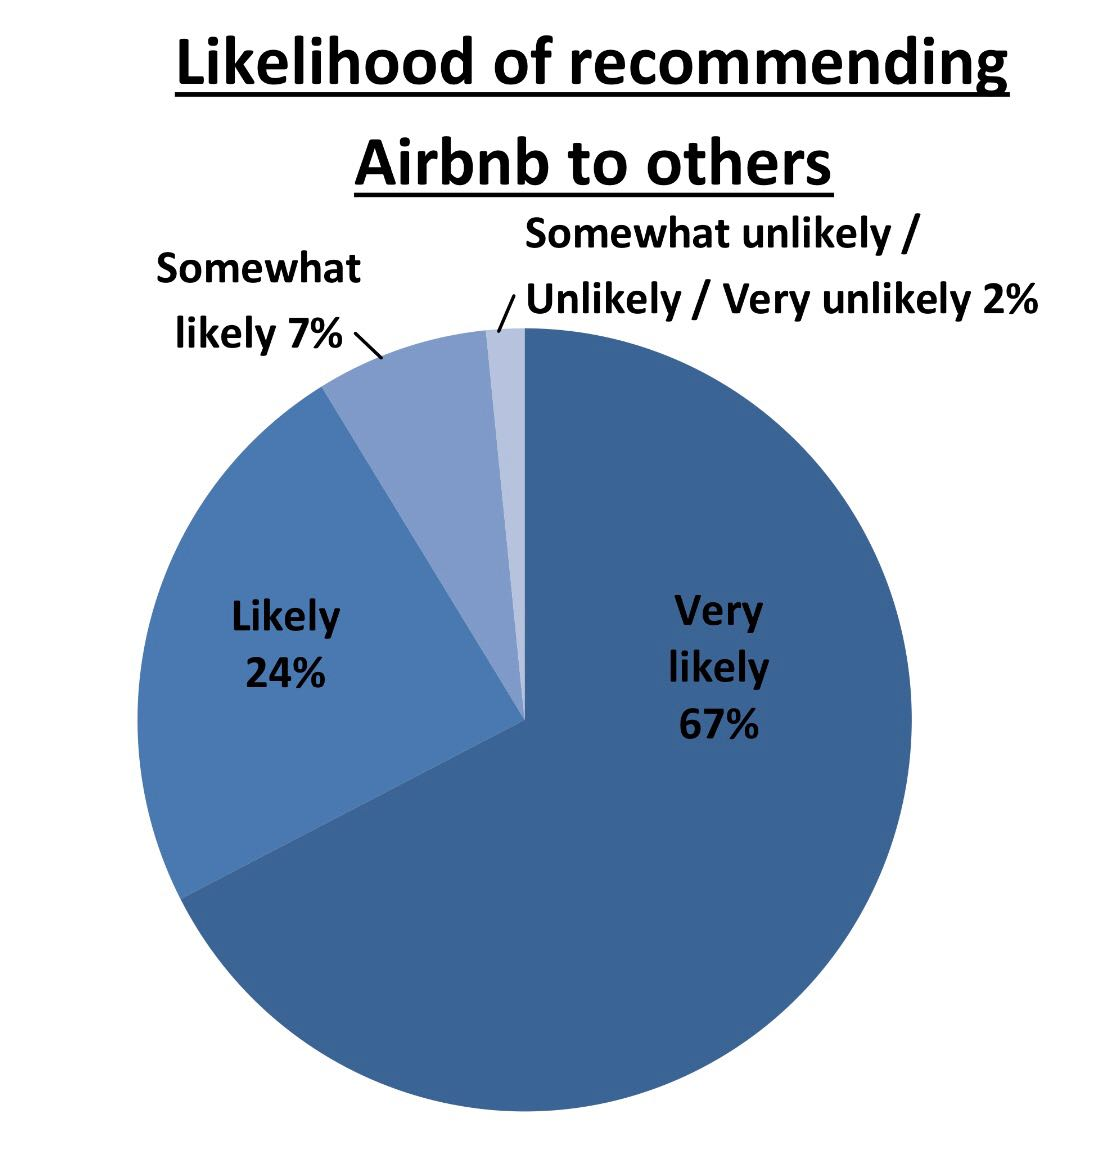 Likelihood of recommending
Airbnb to others
Somewhat unlikely /
Unlikely / Very unlikely 2%
Somewhat
likely 7%
Likely
24%
Very
likely
67%